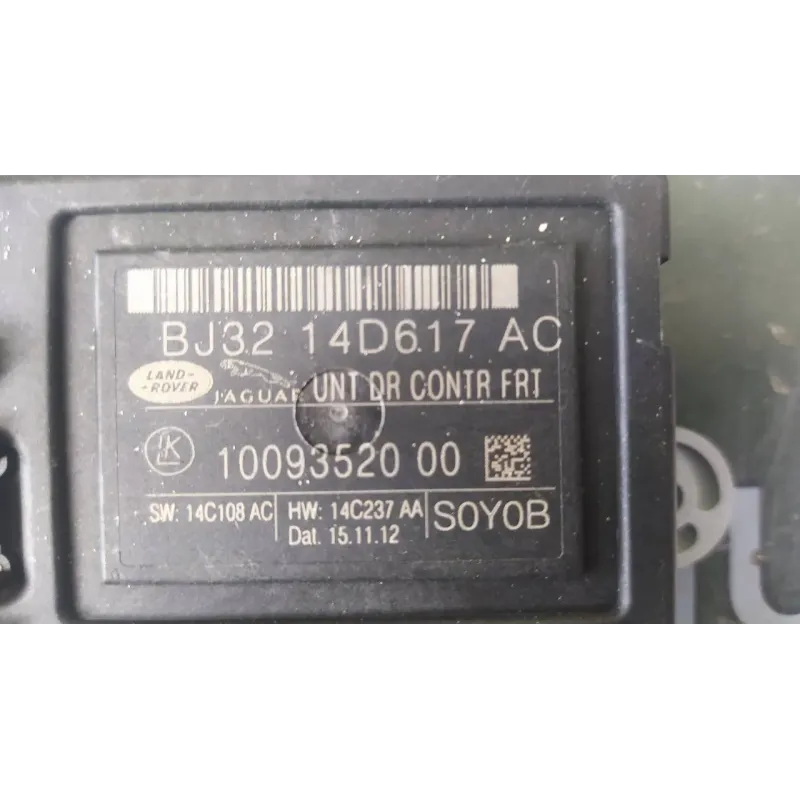 BJ32 14D617 AC
LAND-
-ROVER
JAGUAR UNT DR CONTR FRT
LK 10093520 00
SW: 14C108 AC HW: 14C237 AA S0Y0B
Dat. 15.11.12